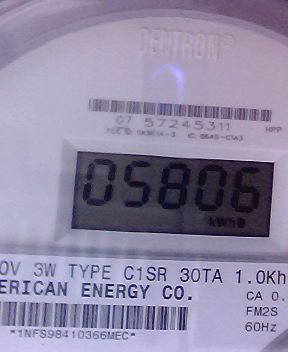 CENTRON®
07 57245311 HPP
05806
kWh
0V 3W TYPE C1SR 30TA 1.0Kh
ERICAN ENERGY CO.
CA 0.
FM2S
60Hz
*1NFS98410366MEC*